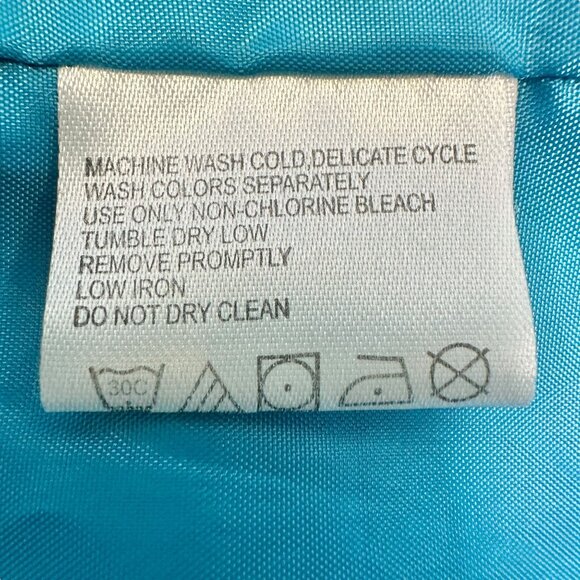 MACHINE WASH COLD,DELICATE CYCLE
WASH COLORS SEPARATELY
USE ONLY NON-CHLORINE BLEACH
TUMBLE DRY LOW
REMOVE PROMPTLY
LOW IRON
DO NOT DRY CLEAN
30C